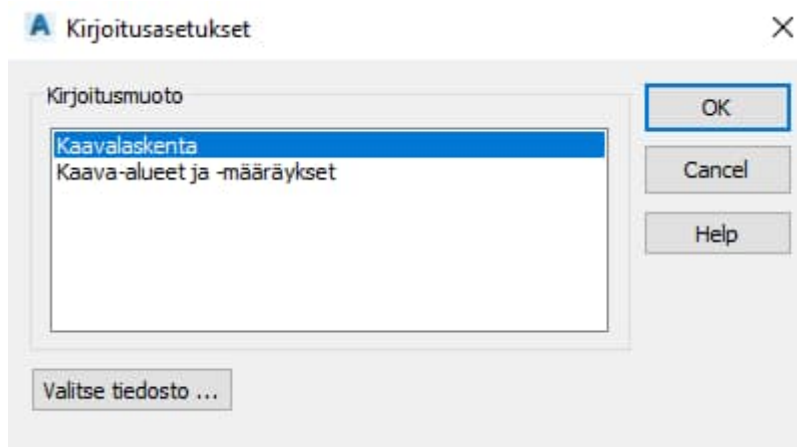 Kirjoitusasetukset
Kirjoitusmuoto
Kaavalaskenta
Kaava-alueet ja -määräykset
OK
Cancel
Help
Valitse tiedosto ...